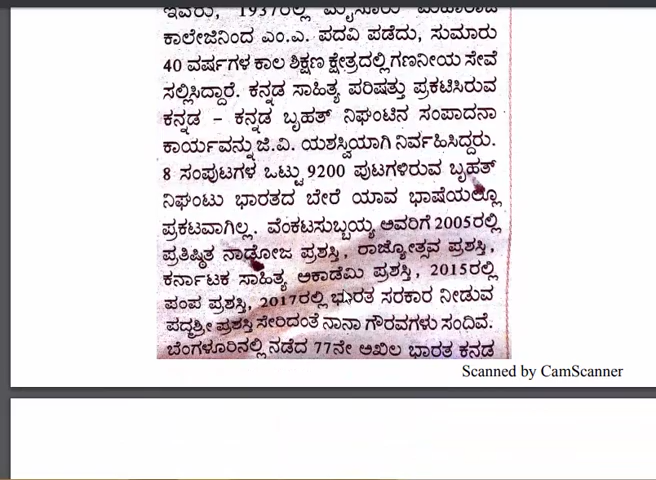 ಇವರು, 1937ರಲ್ಲಿ ಮೈಸೂರು ಮಹಾರಾಜ
ಕಾಲೇಜಿನಿಂದ ಎಂ.ಎ. ಪದವಿ ಪಡೆದು, ಸುಮಾರು
40 ವರ್ಷಗಳ ಕಾಲ ಶಿಕ್ಷಣ ಕ್ಷೇತ್ರದಲ್ಲಿ ಗಣನೀಯ ಸೇವೆ
ಸಲ್ಲಿಸಿದ್ದಾರೆ. ಕನ್ನಡ ಸಾಹಿತ್ಯ ಪರಿಷತ್ತು ಪ್ರಕಟಿಸಿರುವ
ಕನ್ನಡ – ಕನ್ನಡ ಬೃಹತ್ ನಿಘಂಟಿನ ಸಂಪಾದನಾ
ಕಾರ್ಯವನ್ನು ಜಿ.ವಿ. ಯಶಸ್ವಿಯಾಗಿ ನಿರ್ವಹಿಸಿದ್ದರು.
8 ಸಂಪುಟಗಳ ಒಟ್ಟು 9200 ಪುಟಗಳಿರುವ ಬೃಹತ್
ನಿಘಂಟು ಭಾರತದ ಬೇರೆ ಯಾವ ಭಾಷೆಯಲ್ಲೂ
ಪ್ರಕಟವಾಗಿಲ್ಲ. ವೆಂಕಟಸುಬ್ಬಯ್ಯ ಅವರಿಗೆ 2005ರಲ್ಲಿ
ಪ್ರತಿಷ್ಠಿತ ನಾಡೋಜ ಪ್ರಶಸ್ತಿ, ರಾಜ್ಯೋತ್ಸವ ಪ್ರಶಸ್ತಿ,
ಕರ್ನಾಟಕ ಸಾಹಿತ್ಯ ಅಕಾಡೆಮಿ ಪ್ರಶಸ್ತಿ, 2015ರಲ್ಲಿ
ಪಂಪ ಪ್ರಶಸ್ತಿ, 2017ರಲ್ಲಿ ಭಾರತ ಸರಕಾರ ನೀಡುವ
ಪದ್ಮಶ್ರೀ ಪ್ರಶಸ್ತಿ ಸೇರಿದಂತೆ ನಾನಾ ಗೌರವಗಳು ಸಂದಿವೆ.
ಬೆಂಗಳೂರಿನಲ್ಲಿ ನಡೆದ 77ನೇ ಅಖಿಲ ಭಾರತ ಕನ್ನಡ
Scanned by CamScanner